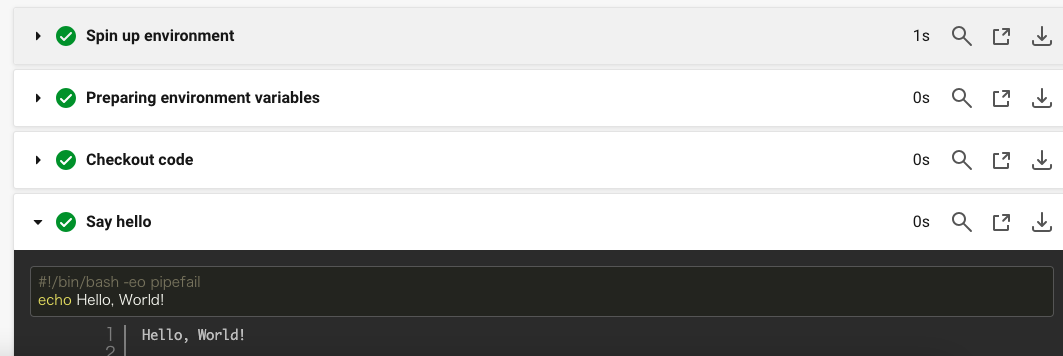 Spin up environment 1s
Preparing environment variables 0s
Checkout code 0s
Say hello 0s
#!/bin/bash -eo pipefail
echo Hello, World!
1 Hello, World!
2